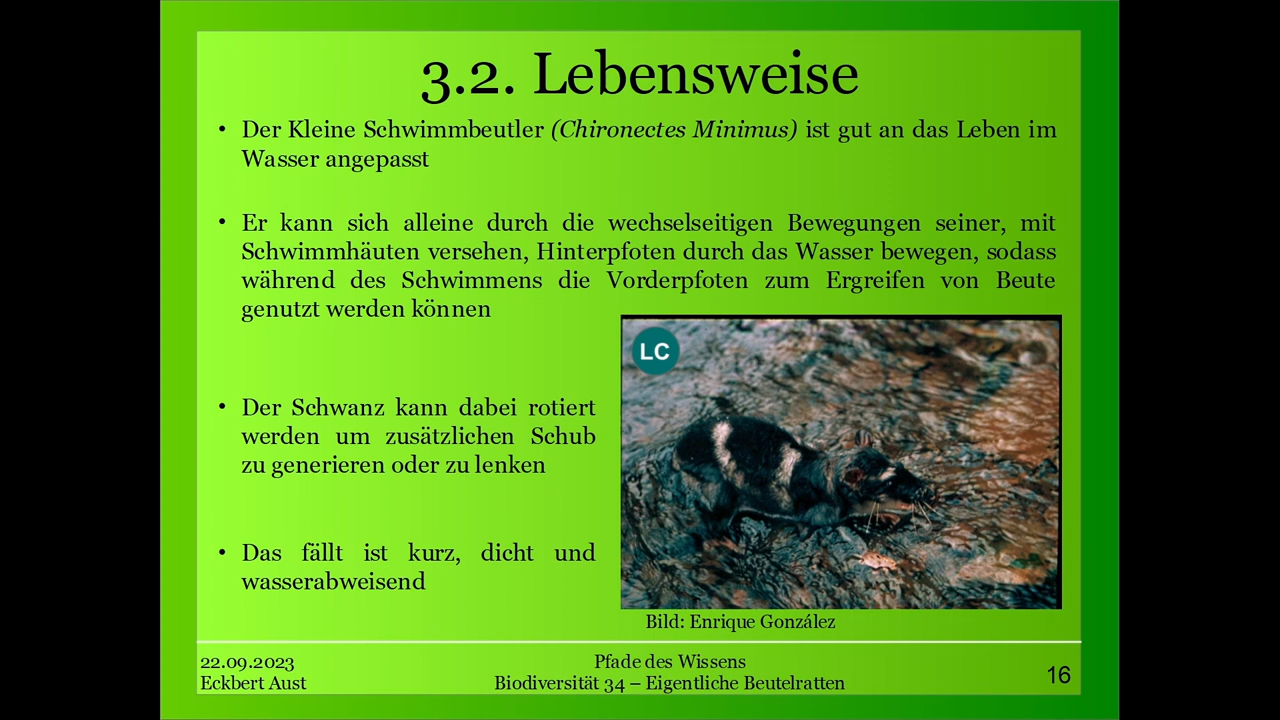 3.2. Lebensweise
• Der Kleine Schwimmbeutler (Chironectes Minimus) ist gut an das Leben im
Wasser angepasst
• Er kann sich alleine durch die wechselseitigen Bewegungen seiner, mit
Schwimmhäuten versehen, Hinterpfoten durch das Wasser bewegen, sodass
während des Schwimmens die Vorderpfoten zum Ergreifen von Beute
genutzt werden können
LC
• Der Schwanz kann dabei rotiert
werden um zusätzlichen Schub
zu generieren oder zu lenken
• Das fällt ist kurz, dicht und
wasserabweisend
Bild: Enrique González
22.09.2023
Eckbert Aust
Pfade des Wissens
Biodiversität 34 – Eigentliche Beutelratten
16